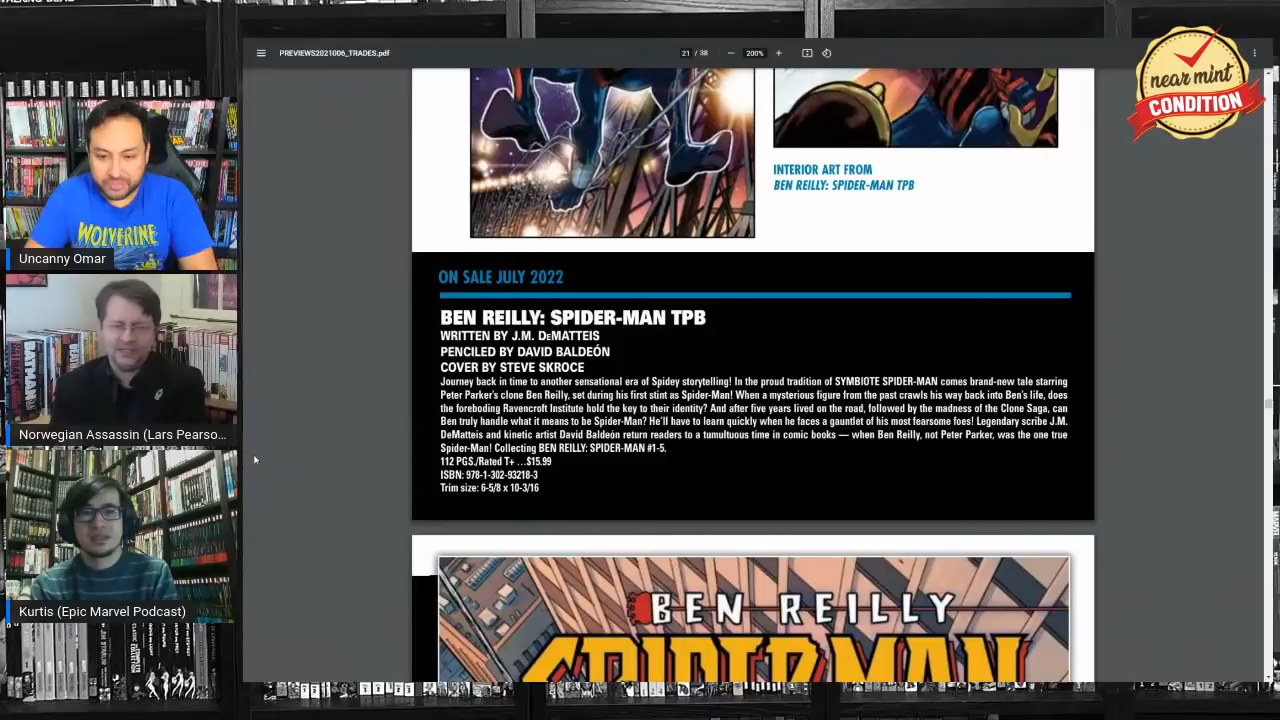 PREVIEWS2021006_TRADES.pdf
21 / 38
200%
near mint
CONDITION
WOLVERINE
Uncanny Omar
Norwegian Assassin (Lars Pearso...
Kurtis (Epic Marvel Podcast)
INTERIOR ART FROM
BEN REILLY: SPIDER-MAN TPB
ON SALE JULY 2022
BEN REILLY: SPIDER-MAN TPB
WRITTEN BY J.M. DeMATTEIS
PENCILED BY DAVID BALDEÓN
COVER BY STEVE SKROCE
Journey back in time to another sensational era of Spidey storytelling! In the proud tradition of SYMBIOTE SPIDER-MAN comes brand-new tale starring
Peter Parker's clone Ben Reilly, set during his first stint as Spider-Man! When a mysterious figure from the past crawls his way back into Ben's life, does
the foreboding Ravencroft Institute hold the key to their identity? And after five years lived on the road, followed by the madness of the Clone Saga, can
Ben truly handle what it means to be Spider-Man? He'll have to learn quickly when he faces a gauntlet of his most fearsome foes! Legendary scribe J.M.
DeMatteis and kinetic artist David Baldeón return readers to a tumultuous time in comic books — when Ben Reilly, not Peter Parker, was the one true
Spider-Man! Collecting BEN REILLY: SPIDER-MAN #1-5.
112 PGS./Rated T+ ...$15.99
ISBN: 978-1-302-93218-3
Trim size: 6-5/8 x 10-3/16
BEN REILLY
SPIDER-MAN